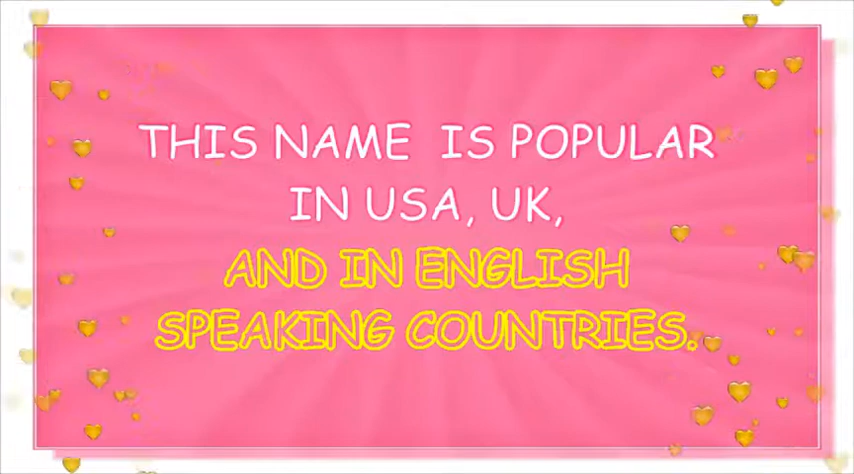 THIS NAME IS POPULAR
IN USA, UK,
AND IN ENGLISH
SPEAKING COUNTRIES.